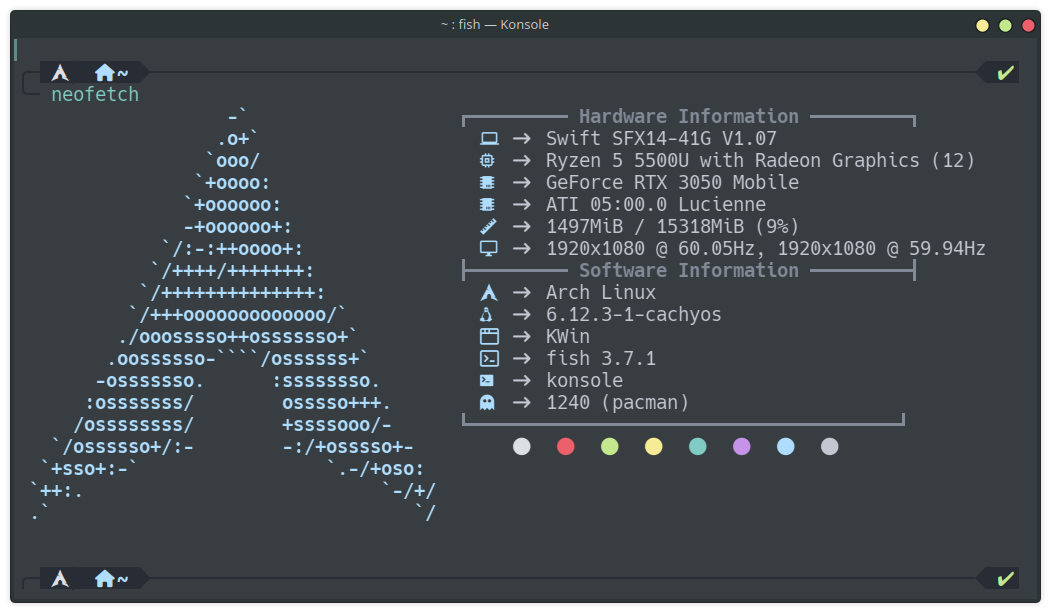 ~ : fish — Konsole
~
neofetch
-`
.o+`
`ooo/
`+oooo:
`+oooooo:
-+oooooo+:
`/:-:++oooo+:
`/++++/+++++++:
`/++++++++++++++:
`/+++ooooooooooooo/`
./ooosssso++osssssso+`
.oossssso-````/ossssss+`
-osssssso.      :ssssssso.
:osssssss/        osssso+++.
/ossssssss/        +ssssooo/-
`/ossssso+/:-        -:/+osssso+-
`+sso+:-`                 `.-/+oso:
`++:.                           `-/+/
.`                                 `/
Hardware Information
→ Swift SFX14-41G V1.07
→ Ryzen 5 5500U with Radeon Graphics (12)
→ GeForce RTX 3050 Mobile
→ ATI 05:00.0 Lucienne
→ 1497MiB / 15318MiB (9%)
→ 1920x1080 @ 60.05Hz, 1920x1080 @ 59.94Hz
Software Information
→ Arch Linux
→ 6.12.3-1-cachyos
→ KWin
→ fish 3.7.1
→ konsole
→ 1240 (pacman)
~